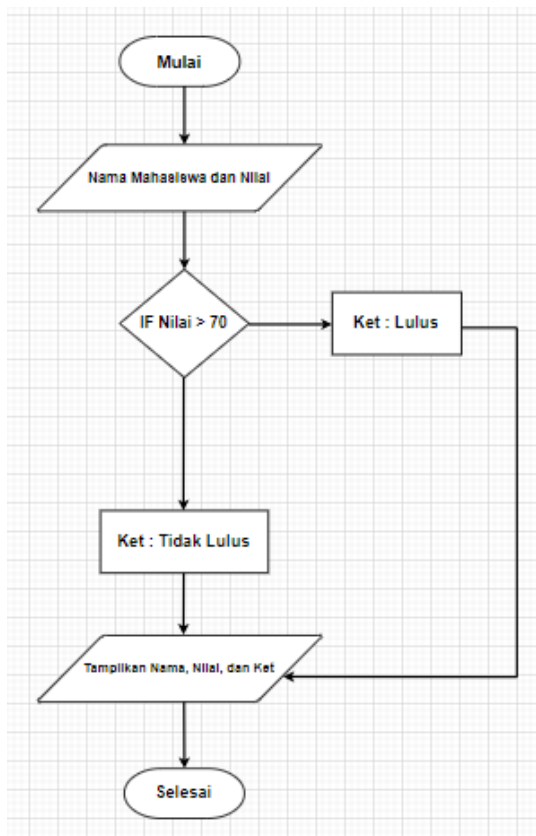 Mulai
Nama Mahasiswa dan Nilai
IF Nilai > 70
Ket : Lulus
Ket : Tidak Lulus
Tampilkan Nama, Nilai, dan Ket
Selesai